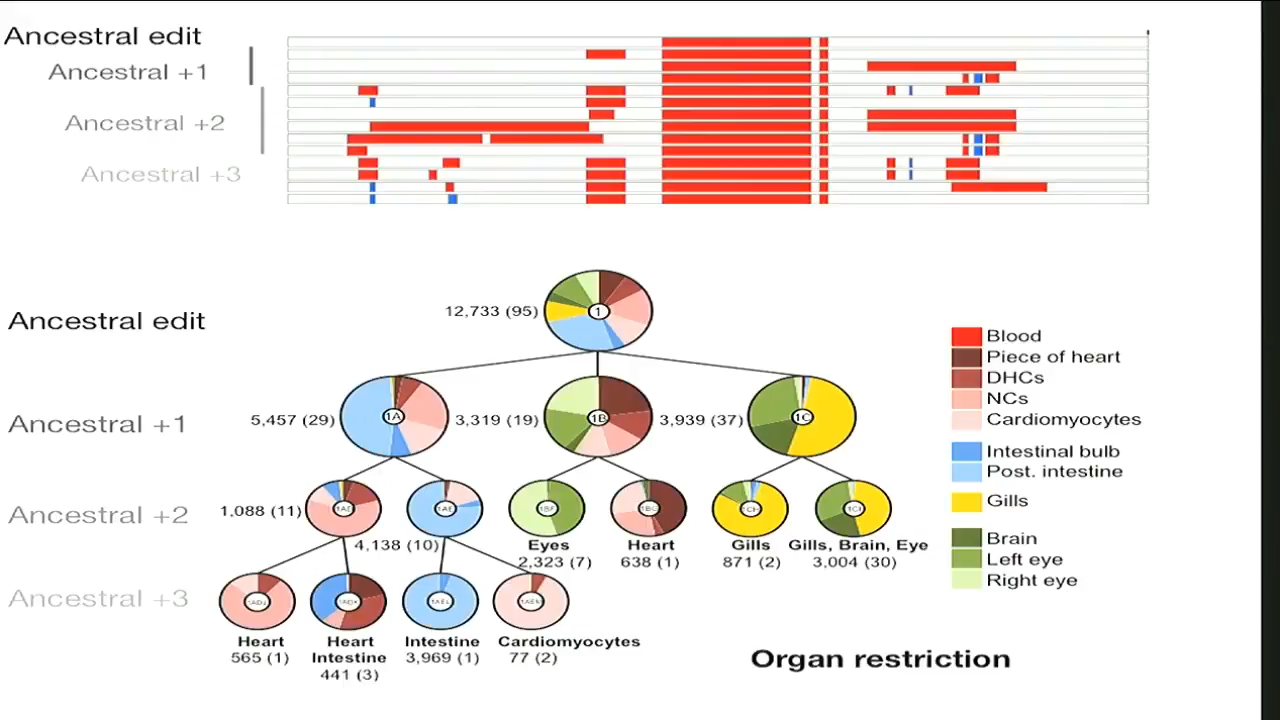 Ancestral edit
Ancestral +1
Ancestral +2
Ancestral +3
Ancestral edit
12,733 (95)
1
Ancestral +1
5,457 (29)
1A
3,319 (19)
1B
3,939 (37)
1C
Ancestral +2
1,088 (11)
4,138 (10)
Eyes
2,323 (7)
Heart
638 (1)
Gills
871 (2)
Gills, Brain, Eye
3,004 (30)
Ancestral +3
Heart
565 (1)
Heart
Intestine
441 (3)
Intestine
3,969 (1)
Cardiomyocytes
77 (2)
Blood
Piece of heart
DHCs
NCs
Cardiomyocytes
Intestinal bulb
Post. intestine
Gills
Brain
Left eye
Right eye
Organ restriction